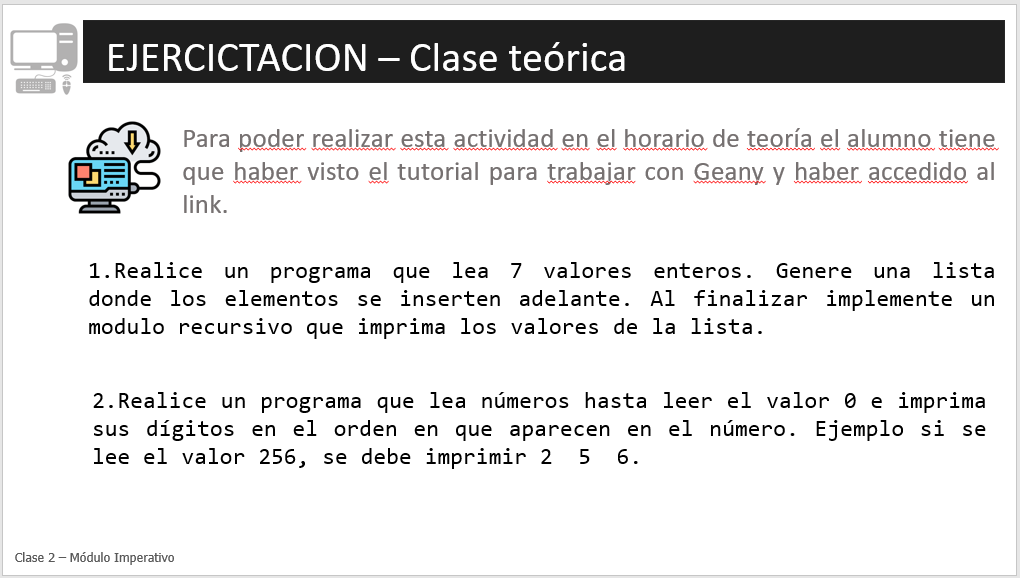 EJERCICTACION – Clase teórica
Para poder realizar esta actividad en el horario de teoría el alumno tiene
que haber visto el tutorial para trabajar con Geany y haber accedido al
link.
1.Realice un programa que lea 7 valores enteros. Genere una lista
donde los elementos se inserten adelante. Al finalizar implemente un
modulo recursivo que imprima los valores de la lista.
2.Realice un programa que lea números hasta leer el valor 0 e imprima
sus dígitos en el orden en que aparecen en el número. Ejemplo si se
lee el valor 256, se debe imprimir 2  5  6.
Clase 2 – Módulo Imperativo